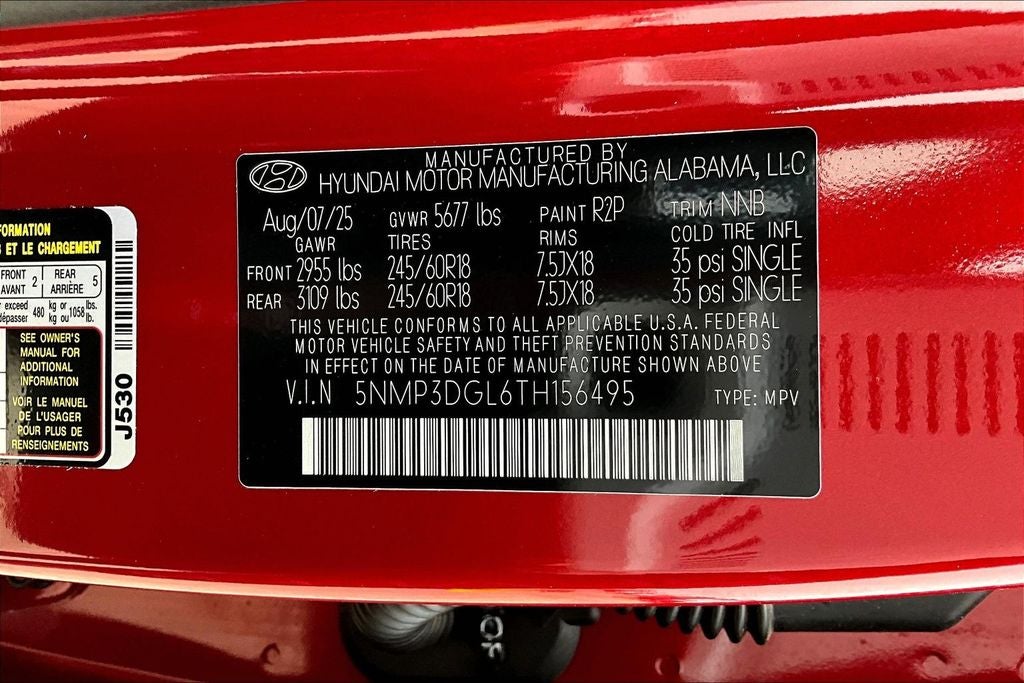 MANUFACTURED BY
HYUNDAI MOTOR MANUFACTURING ALABAMA, LLC
Aug/07/25 GVWR 5677 lbs PAINT R2P TRIM NNB
GAWR TIRES RIMS COLD TIRE INFL
FRONT 2955 lbs 245/60R18 7.5JX18 35 psi SINGLE
REAR 3109 lbs 245/60R18 7.5JX18 35 psi SINGLE
THIS VEHICLE CONFORMS TO ALL APPLICABLE U.S.A. FEDERAL
MOTOR VEHICLE SAFETY AND THEFT PREVENTION STANDARDS
IN EFFECT ON THE DATE OF MANUFACTURE SHOWN ABOVE
V.I.N 5NMP3DGL6TH156495 TYPE: MPV
ET LE CHARGEMENT
FRONT
AVANT 2 REAR
ARRIÈRE 5
exceed
dépasser 480 kg or
kg ou 1058 lbs.
lb.
SEE OWNER'S
MANUAL FOR
ADDITIONAL
INFORMATION
VOIR LE MANUEL
DE L'USAGER
POUR PLUS DE
RENSEIGNEMENTS
J530